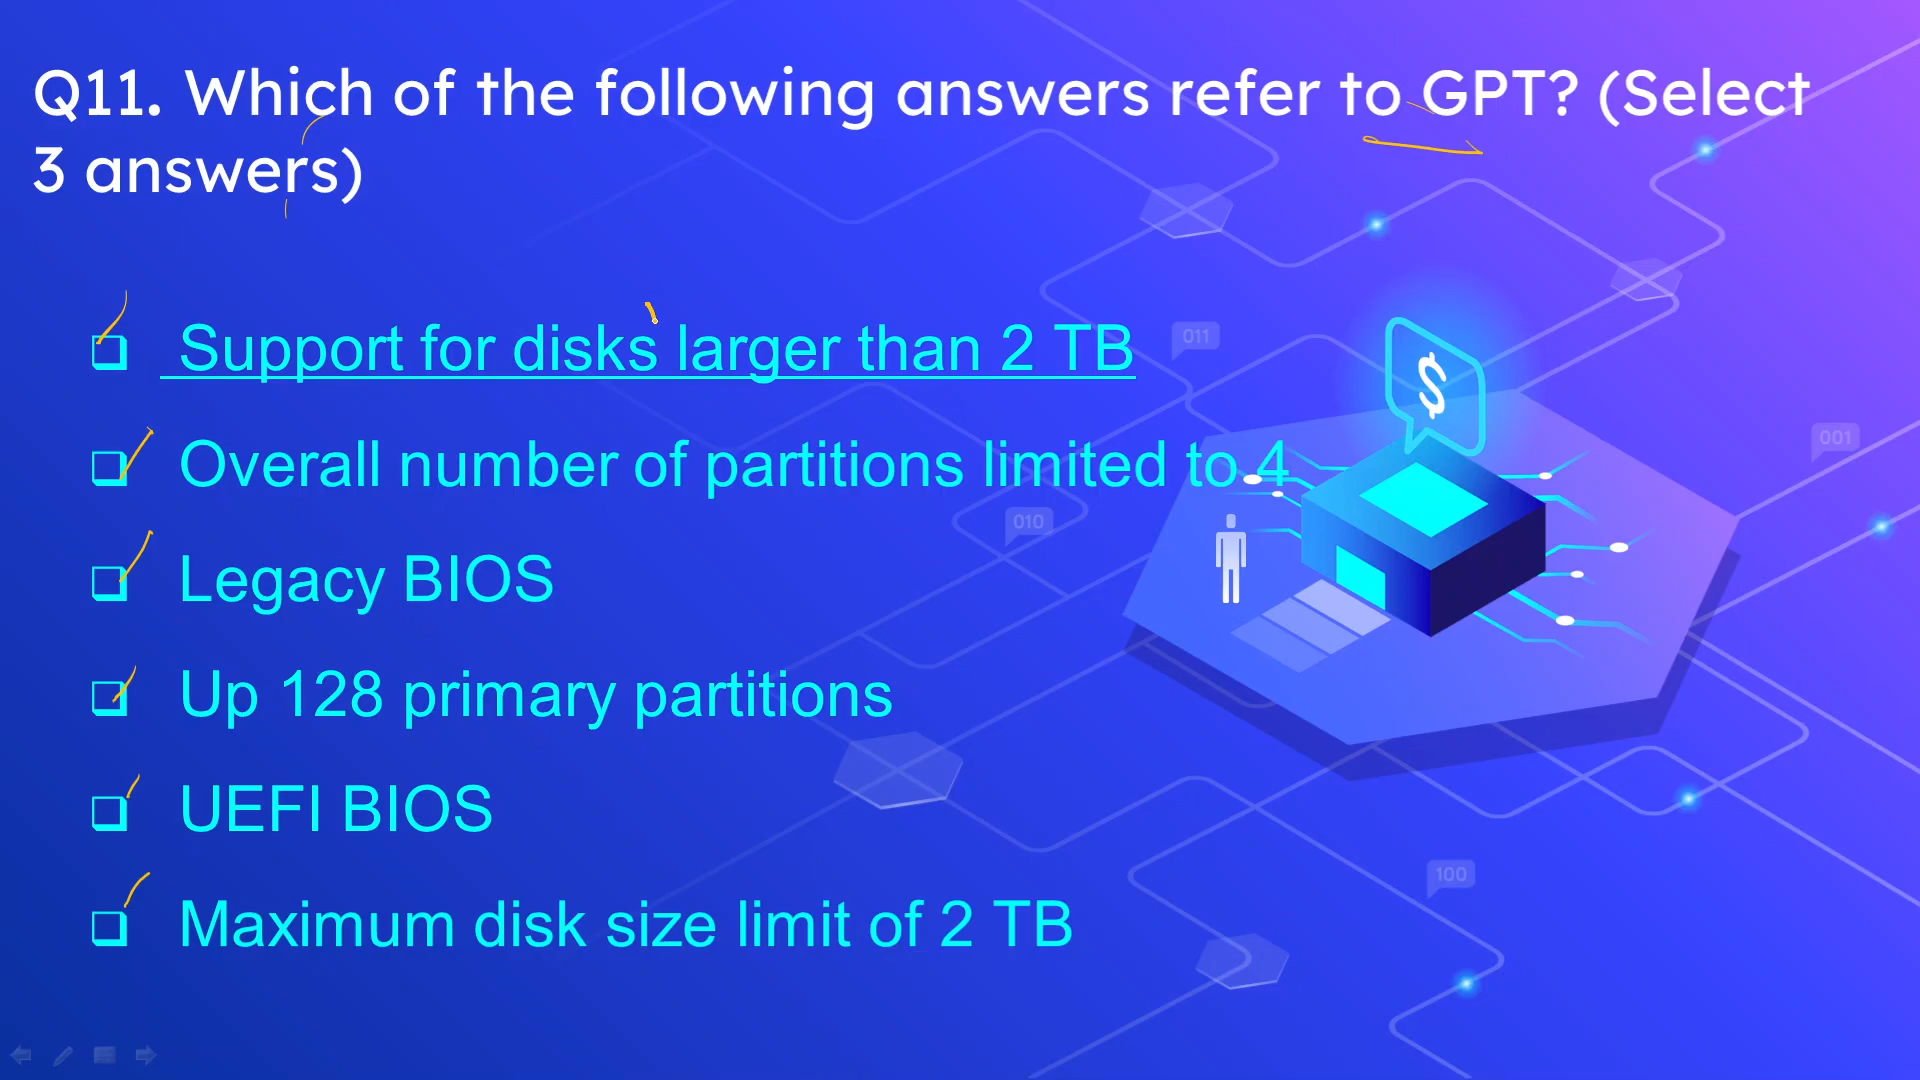 Q11. Which of the following answers refer to GPT? (Select
3 answers)
Support for disks larger than 2 TB
Overall number of partitions limited to 4
Legacy BIOS
Up 128 primary partitions
UEFI BIOS
Maximum disk size limit of 2 TB
011
001
010
$
100